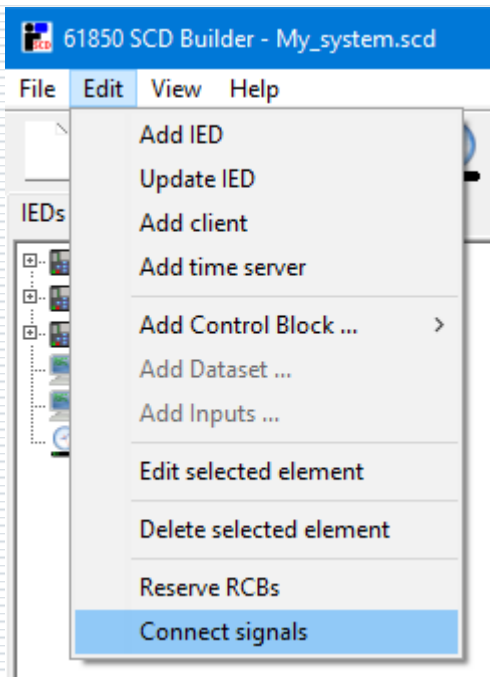 61850 SCD Builder - My_system.scd
File Edit View Help
Add IED
Update IED
IEDs
Add client
Add time server
Add Control Block ...
Add Dataset ...
Add Inputs ...
Edit selected element
Delete selected element
Reserve RCBs
Connect signals